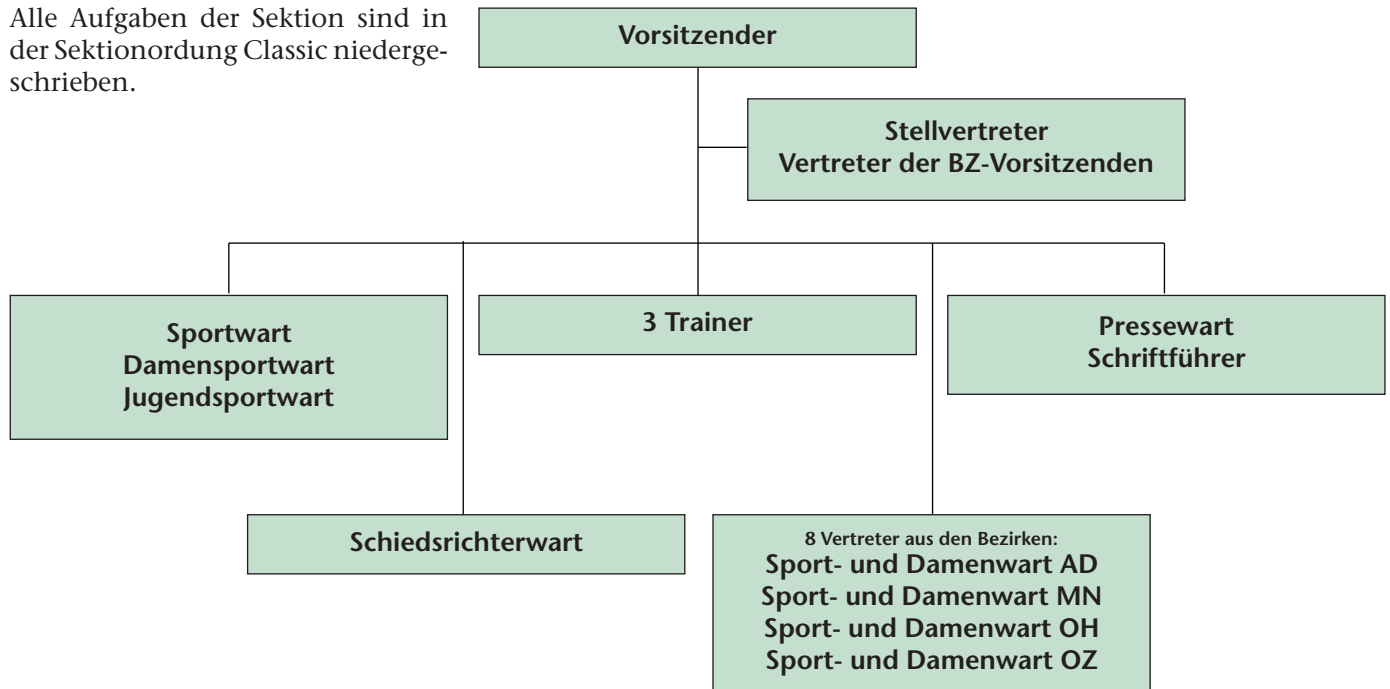 Alle Aufgaben der Sektion sind in
der Sektionordung Classic niederge-
schrieben.
Vorsitzender
Stellvertreter
Vertreter der BZ-Vorsitzenden
Sportwart
Damensportwart
Jugendsportwart
3 Trainer
Pressewart
Schriftführer
Schiedsrichterwart
8 Vertreter aus den Bezirken:
Sport- und Damenwart AD
Sport- und Damenwart MN
Sport- und Damenwart OH
Sport- und Damenwart OZ